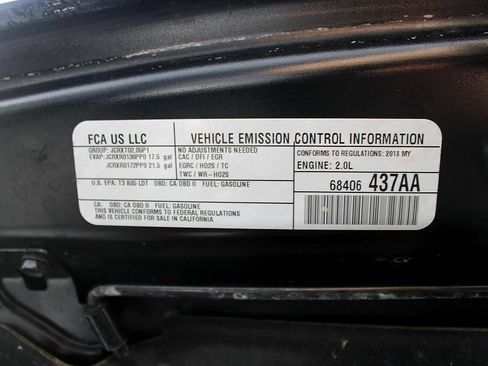 FCA US LLC
GROUP: JCRXT02.05P1
EVAP: JCRXR0136PP0 17.5 gal
JCRXR0172PP0 21.5 gal
U.S. EPA: T3 B85 LDT OBD: CA OBD II FUEL: GASOLINE
CA: OBD: CA OBD II FUEL: GASOLINE
THIS VEHICLE CONFORMS TO FEDERAL REGULATIONS
AND IS CERTIFIED FOR SALE IN CALIFORNIA
VEHICLE EMISSION CONTROL INFORMATION
NO ADJUSTMENTS NEEDED
CAC / DFI / EGR
EGRC / HO2S / TC
TWC / WR-HO2S
CONFORMS TO REGULATIONS: 2018 MY
ENGINE: 2.0L
68406 437AA